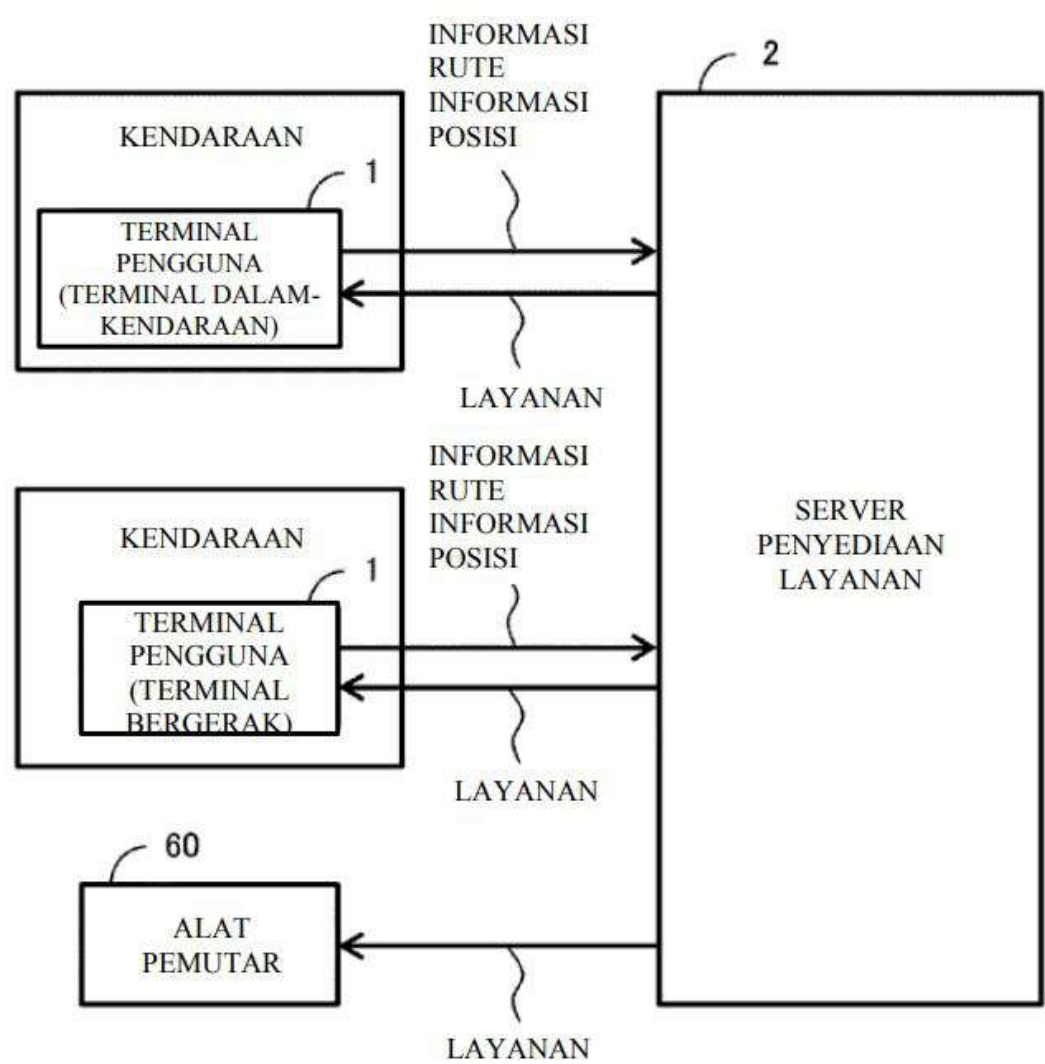 INFORMASI
RUTE
INFORMASI
POSISI
2
KENDARAAN
1
TERMINAL
PENGGUNA
(TERMINAL DALAM-
KENDARAAN)
LAYANAN
INFORMASI
RUTE
INFORMASI
POSISI
KENDARAAN
1
TERMINAL
PENGGUNA
(TERMINAL
BERGERAK)
LAYANAN
SERVER
PENYEDIAAN
LAYANAN
60
ALAT
PEMUTAR
LAYANAN